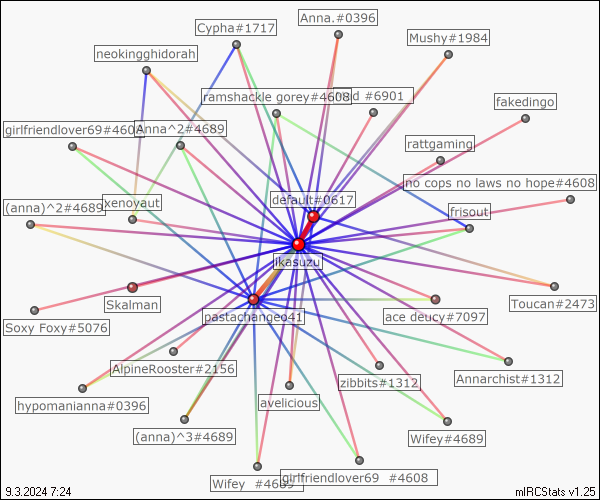 Anna.#0396
Cypha#1717
Mushy#1984
neokingghidorah
ramshackle gorey#4608
#6901
fakedingo
girlfriendlover69#4608
Anna^2#4689
rattgaming
no cops no laws no hope#4608
default#0617
(anna)^2#4689
xenoyaut
frisout
ikasuzu
Skalman
Toucan#2473
pastachangeo41
ace deucy#7097
Soxy Foxy#5076
AlpineRooster#2156
zibbits#1312
Annarchist#1312
hypomanianna#0396
avelicious
(anna)^3#4689
Wifey#4689
Wifey #4689
girlfriendlover69 #4608
9.3.2024 7:24
mIRCStats v1.25